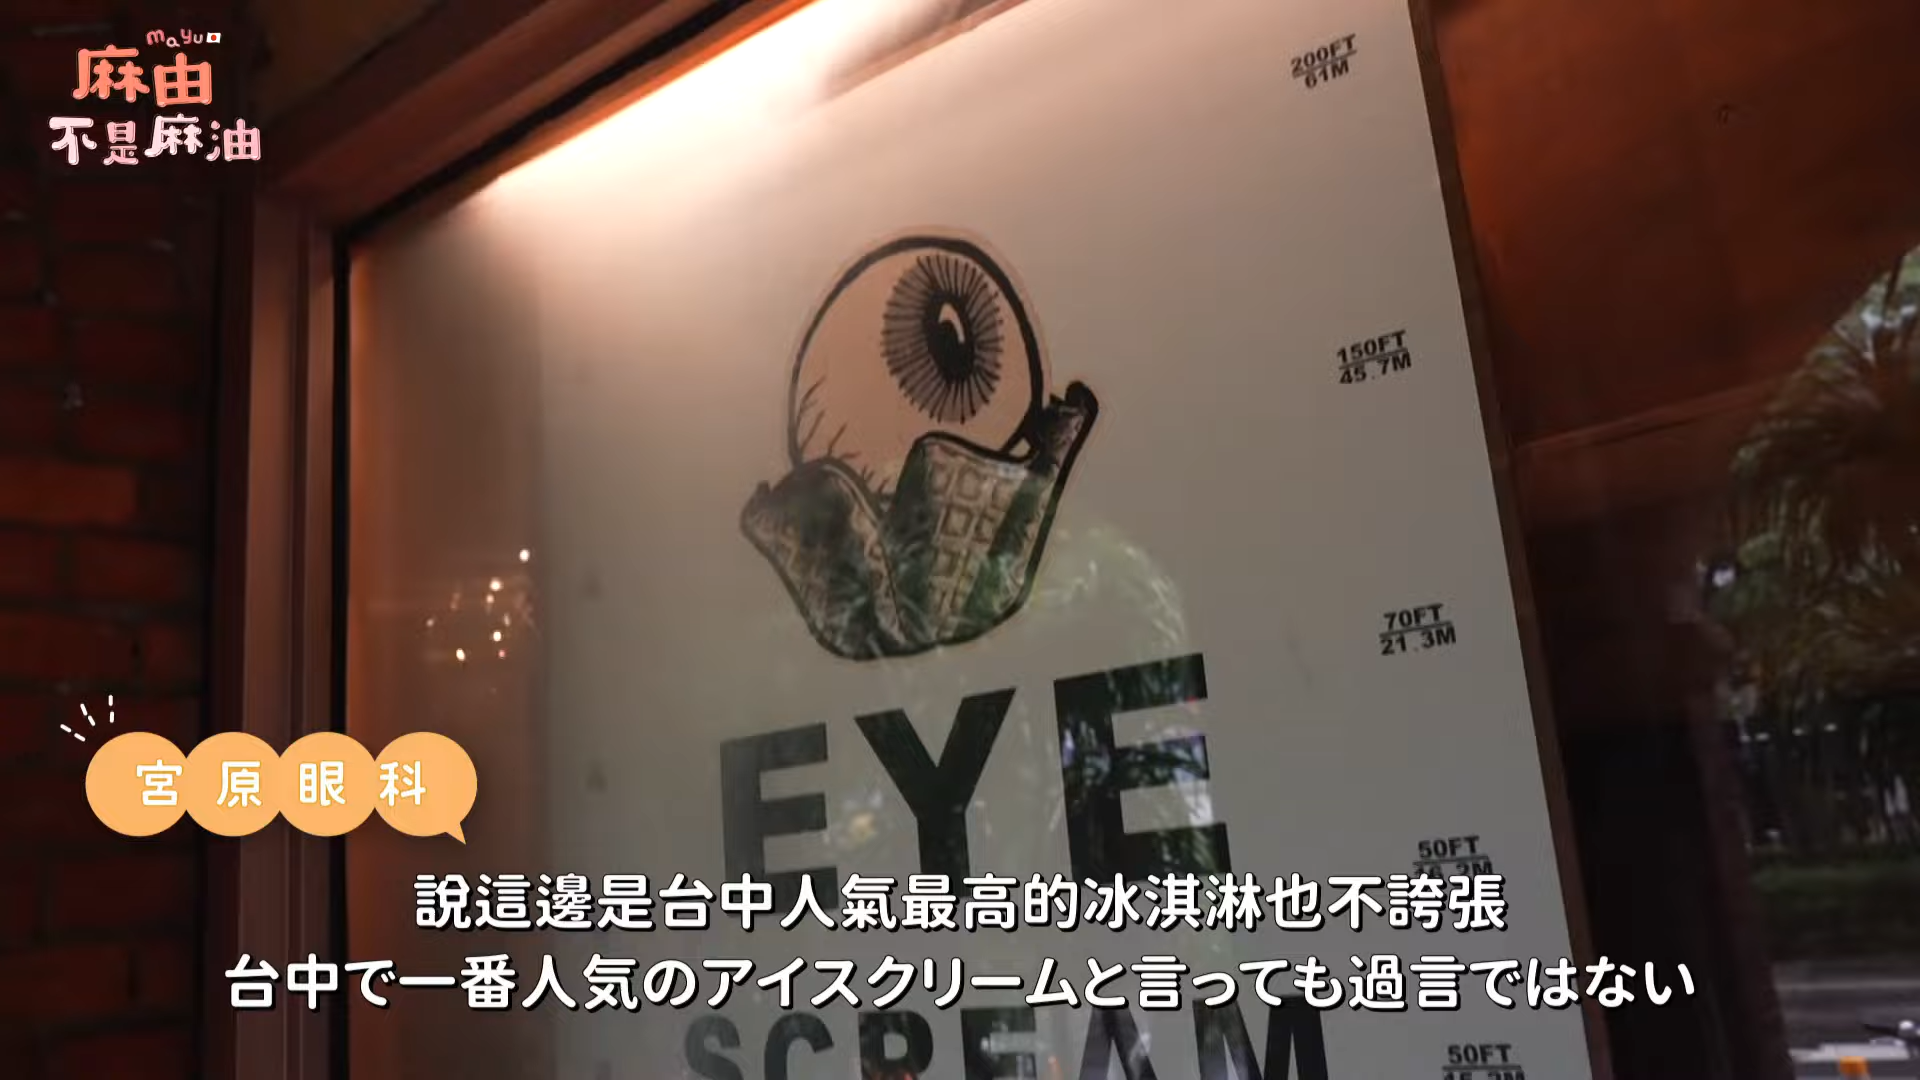 mayu
麻由
不是麻油
200FT
61M
150FT
45.7M
70FT
21.3M
EYE
50FT
宮原眼科
說這邊是台中人氣最高的冰淇淋也不誇張
台中で一番人気のアイスクリームと言っても過言ではない
SCREAM
50FT
15.2M